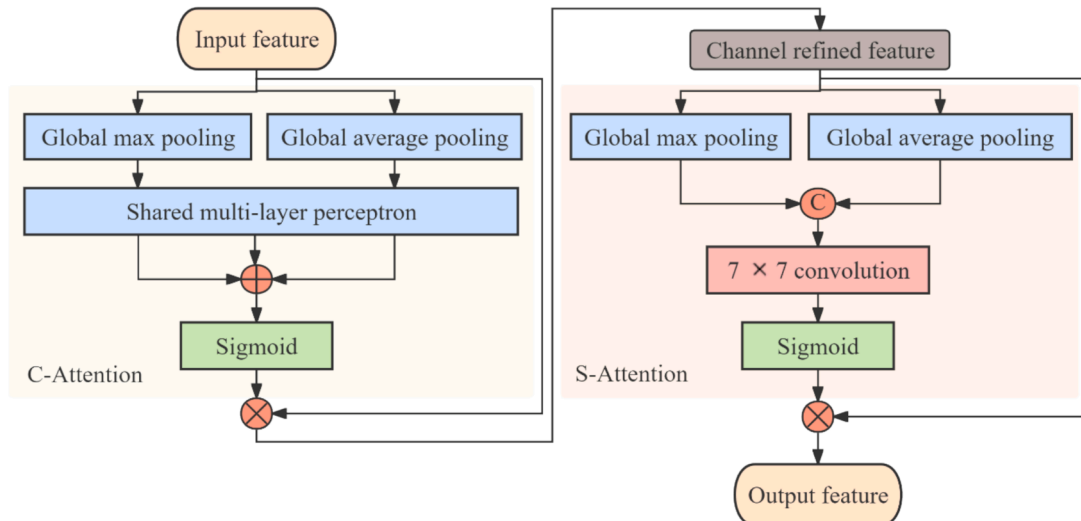 Input feature
Global max pooling
Global average pooling
Shared multi-layer perceptron
Sigmoid
C-Attention
Channel refined feature
Global max pooling
Global average pooling
C
7 × 7 convolution
Sigmoid
S-Attention
Output feature